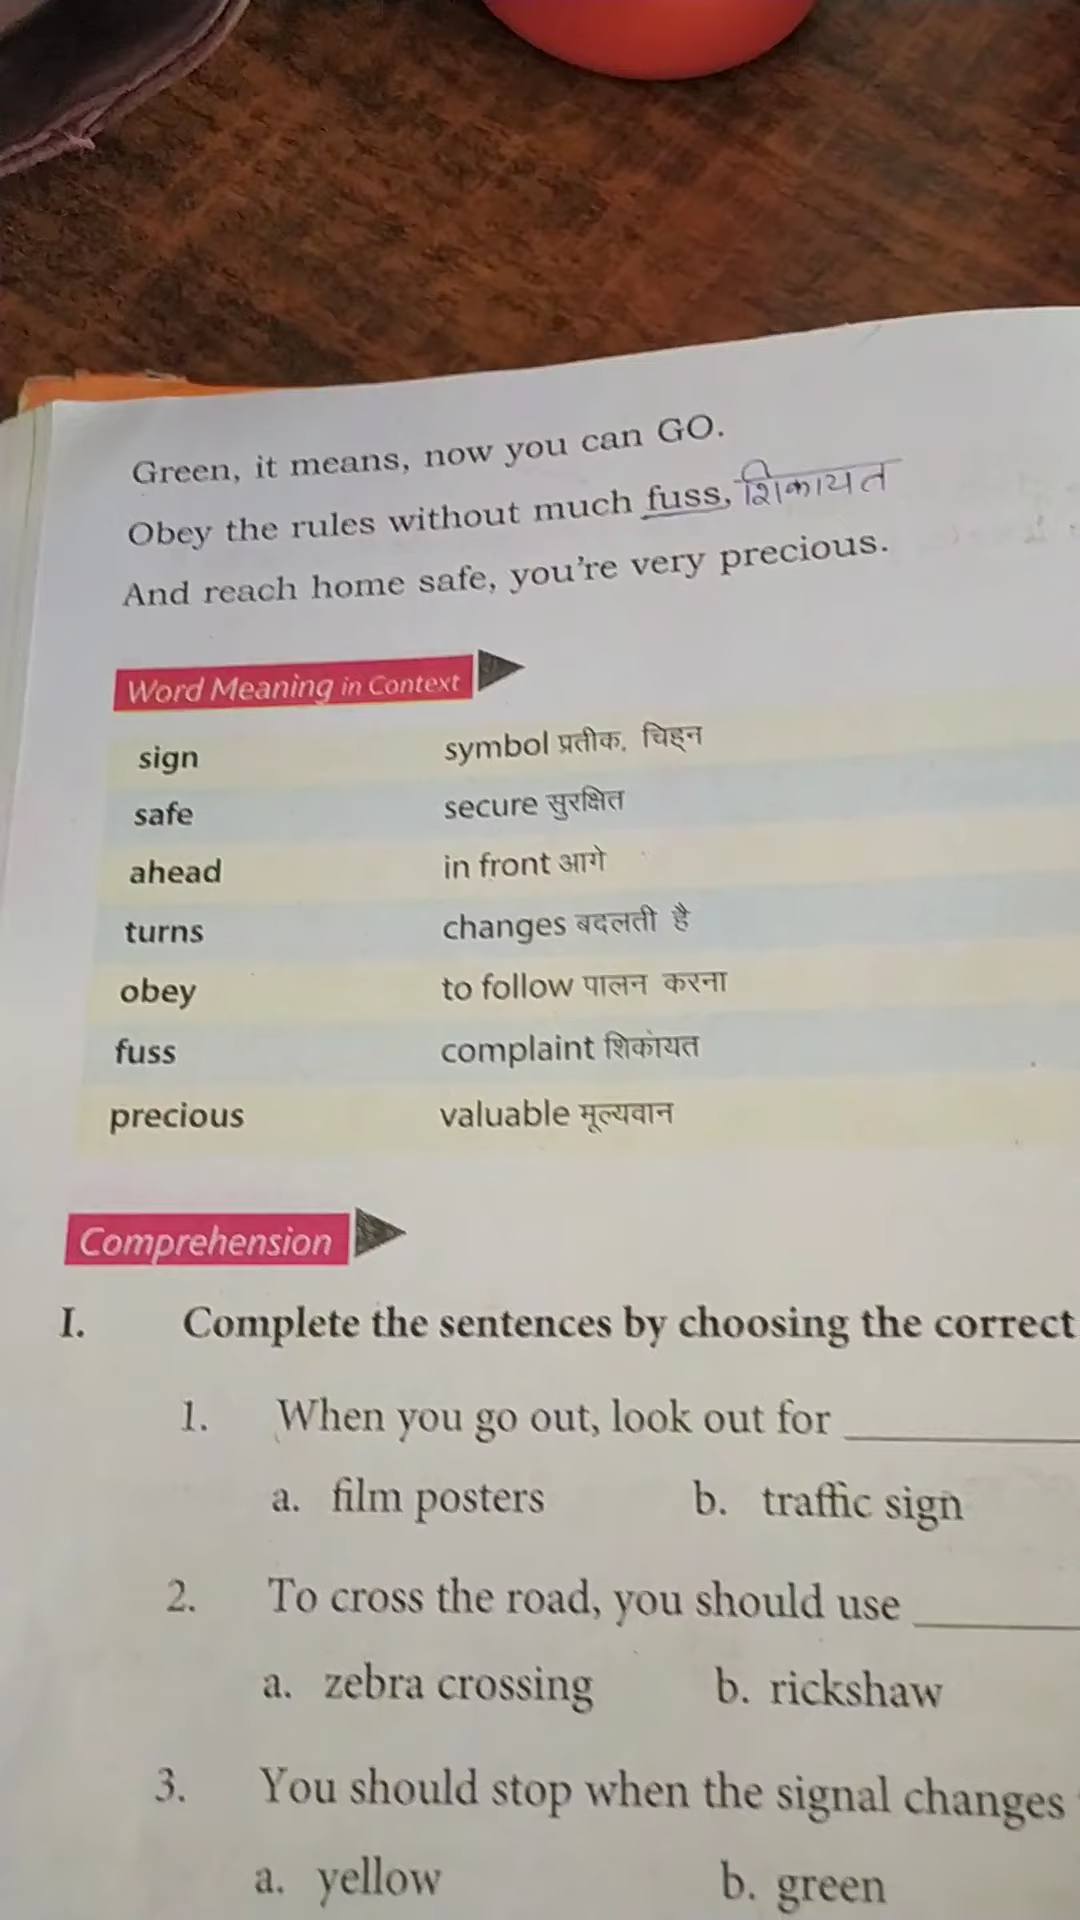 Green, it means, now you can GO.
Obey the rules without much fuss, शिकायत
And reach home safe, you're very precious.
Word Meaning in Context
sign symbol प्रतीक, चिह्न
safe secure सुरक्षित
ahead in front आगे
turns changes बदलती है
obey to follow पालन करना
fuss complaint शिकायत
precious valuable मूल्यवान
Comprehension
I. Complete the sentences by choosing the correct
1. When you go out, look out for
a. film posters b. traffic sign
2. To cross the road, you should use
a. zebra crossing b. rickshaw
3. You should stop when the signal changes
a. yellow b. green